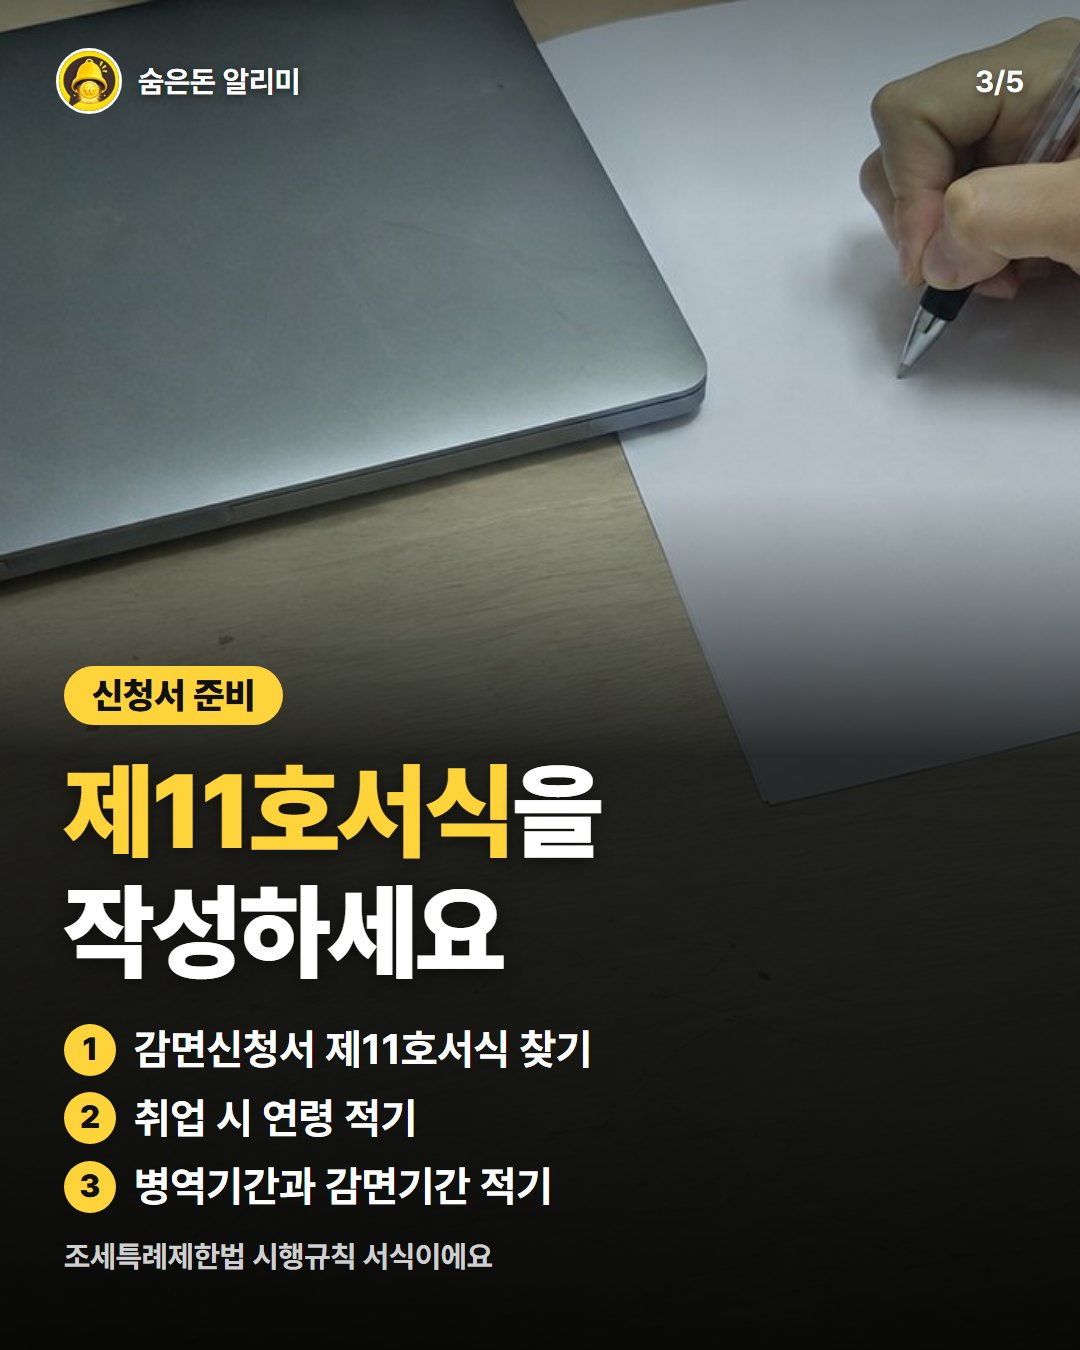 숨은돈 알리미
3/5
신청서 준비
제11호서식을
작성하세요
1 감면신청서 제11호서식 찾기
2 취업 시 연령 적기
3 병역기간과 감면기간 적기
조세특례제한법 시행규칙 서식이에요